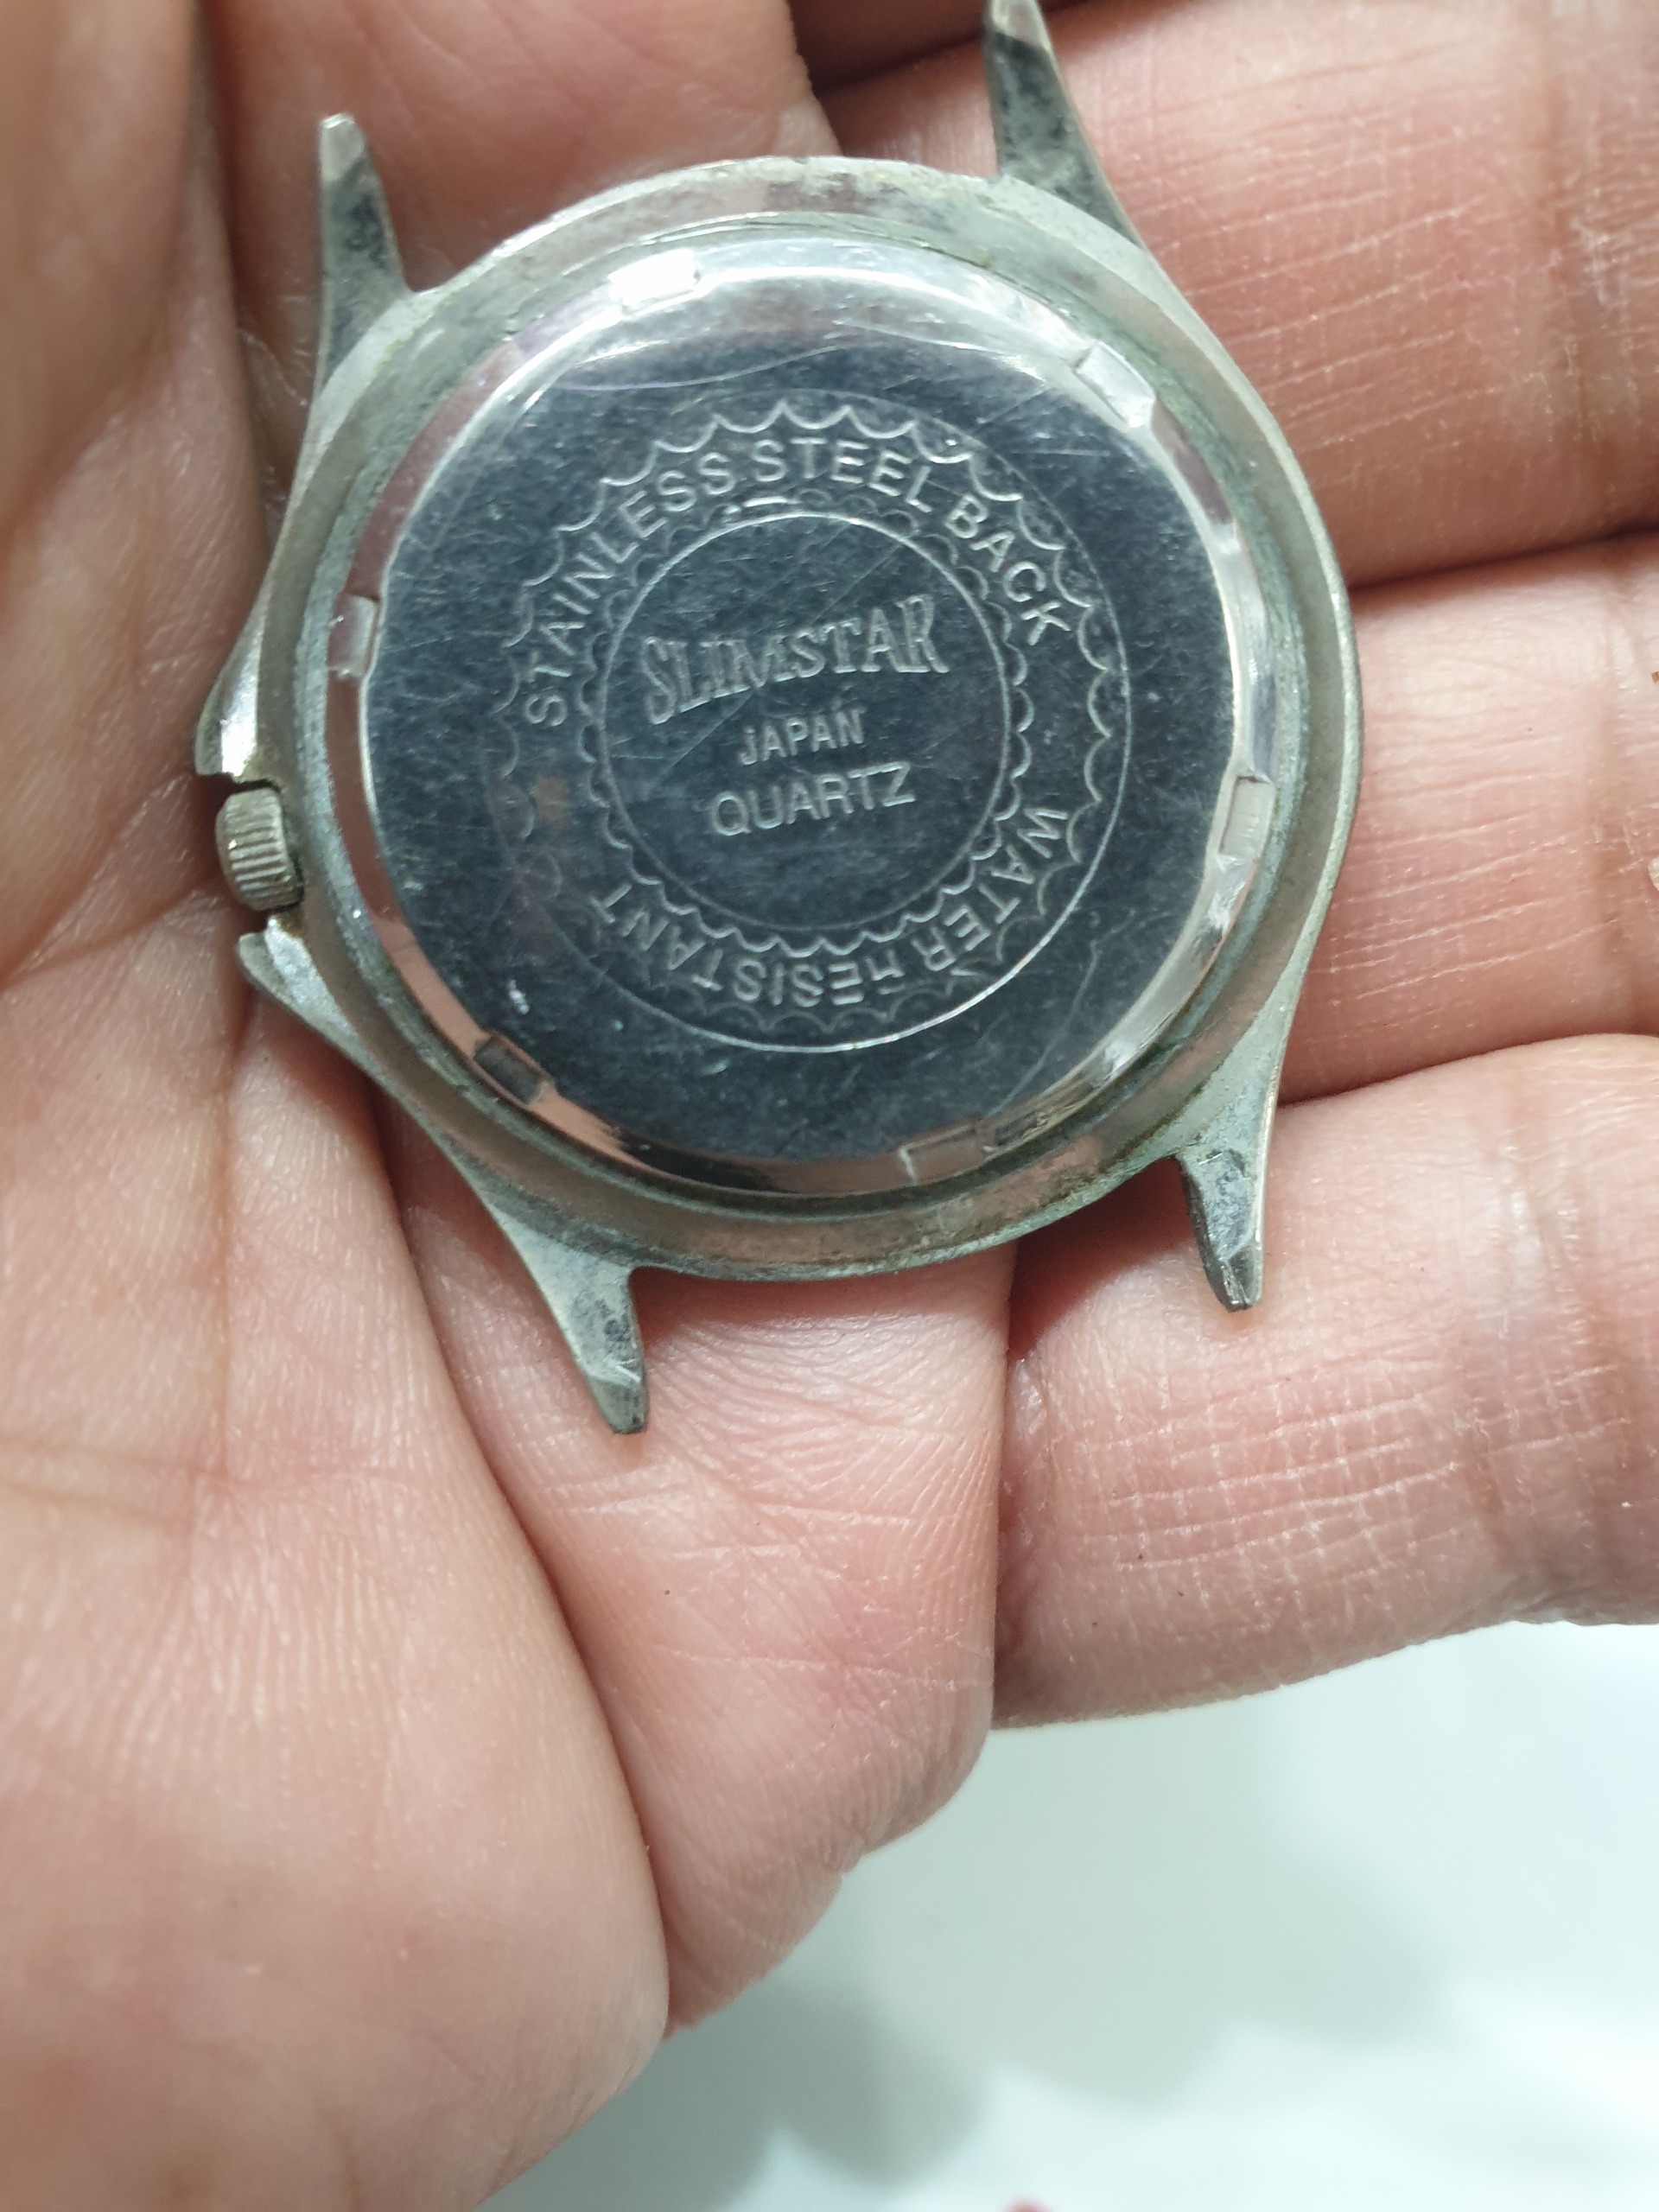 STAINLESS STEEL BACK
SLIMSTAR
JAPAN
QUARTZ
WATER RESISTANT